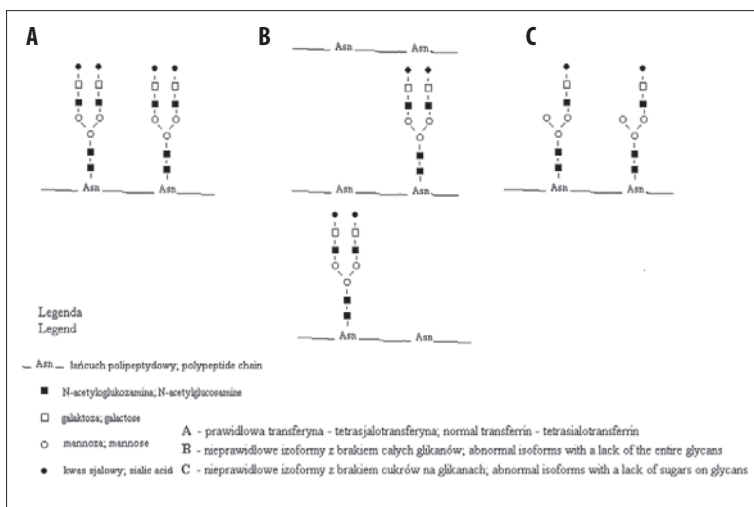 A B C
Asn Asn
Asn Asn Asn Asn Asn Asn
Asn Asn
Legenda
Legend
Asn łańcuch polipeptydowy; polypeptide chain
N-acetyloglukozamina; N-acetylglucosamine
galaktoza; galactose
mannoza; mannose
kwas sjalowy; sialic acid
A - prawidłowa transferyna - tetrasjalotransferyna; normal transferrin - tetrasialotransferrin
B - nieprawidłowe izoformy z brakiem całych glikanów; abnormal isoforms with a lack of the entire glycans
C - nieprawidłowe izoformy z brakiem cukrów na glikanach; abnormal isoforms with a lack of sugars on glycans